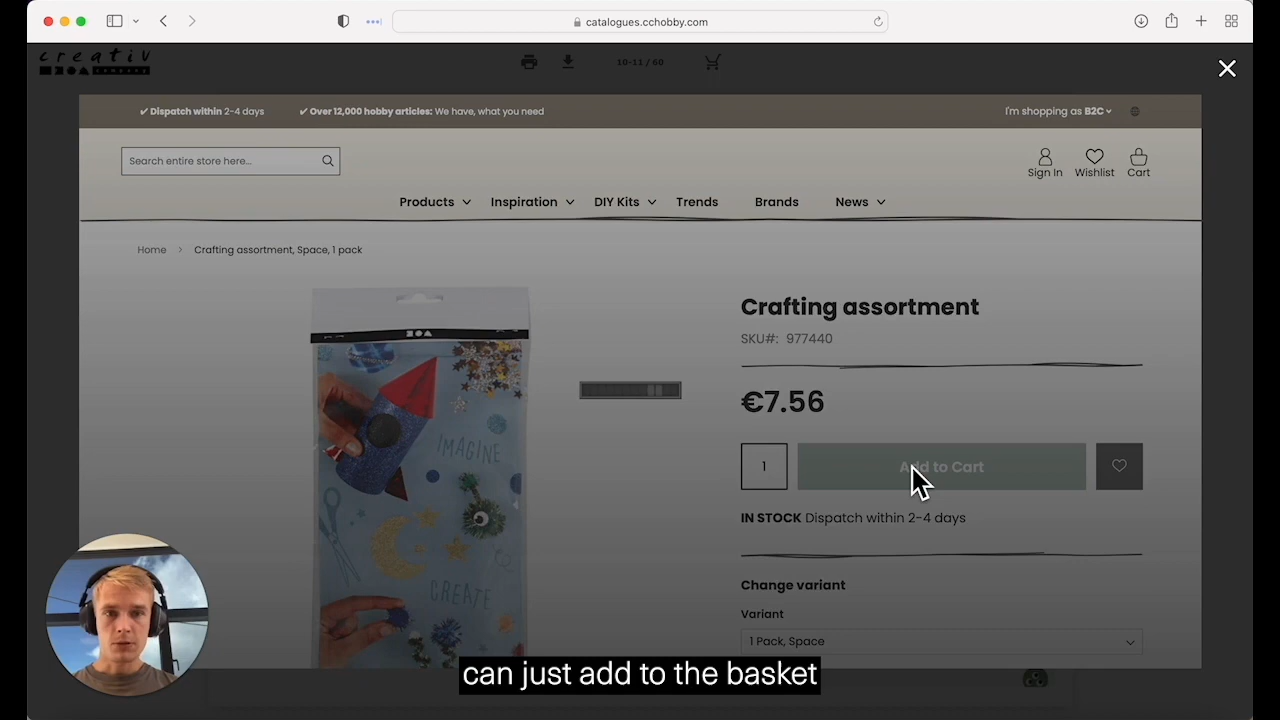 catalogues.cchobby.com
creativ
company
10-11 / 60
✔ Dispatch within 2-4 days
✔ Over 12,000 hobby articles: We have, what you need
I'm shopping as B2C
Search entire store here...
Sign In
Wishlist
Cart
Products
Inspiration
DIY Kits
Trends
Brands
News
Home > Crafting assortment, Space, 1 pack
IMAGINE
CREATE
Crafting assortment
SKU#: 977440
€7.56
1
Add to Cart
IN STOCK Dispatch within 2-4 days
Change variant
Variant
1 Pack, Space
can just add to the basket